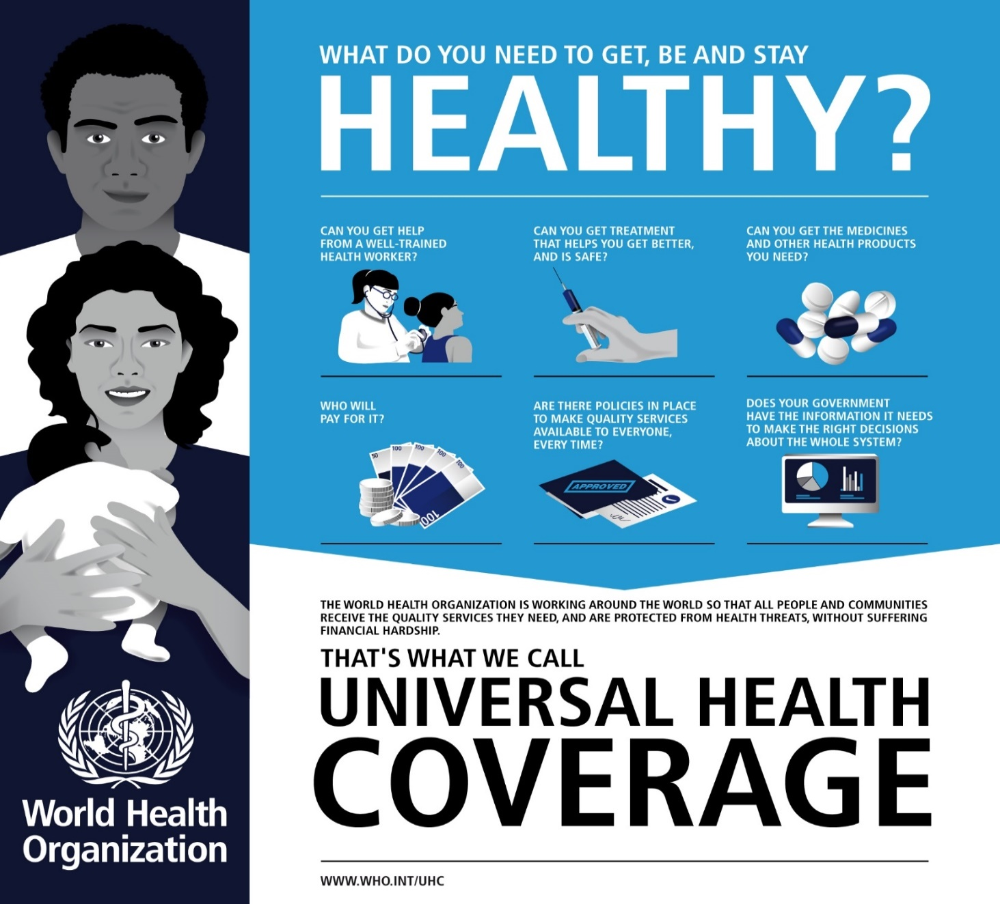 WHAT DO YOU NEED TO GET, BE AND STAY
HEALTHY?
CAN YOU GET HELP
FROM A WELL-TRAINED
HEALTH WORKER?
CAN YOU GET TREATMENT
THAT HELPS YOU GET BETTER,
AND IS SAFE?
CAN YOU GET THE MEDICINES
AND OTHER HEALTH PRODUCTS
YOU NEED?
WHO WILL
PAY FOR IT?
50
100
100
100
100
100
ARE THERE POLICIES IN PLACE
TO MAKE QUALITY SERVICES
AVAILABLE TO EVERYONE,
EVERY TIME?
APPROVED
DOES YOUR GOVERNMENT
HAVE THE INFORMATION IT NEEDS
TO MAKE THE RIGHT DECISIONS
ABOUT THE WHOLE SYSTEM?
THE WORLD HEALTH ORGANIZATION IS WORKING AROUND THE WORLD SO THAT ALL PEOPLE AND COMMUNITIES
RECEIVE THE QUALITY SERVICES THEY NEED, AND ARE PROTECTED FROM HEALTH THREATS, WITHOUT SUFFERING
FINANCIAL HARDSHIP.
THAT'S WHAT WE CALL
UNIVERSAL HEALTH
COVERAGE
WWW.WHO.INT/UHC
World Health
Organization